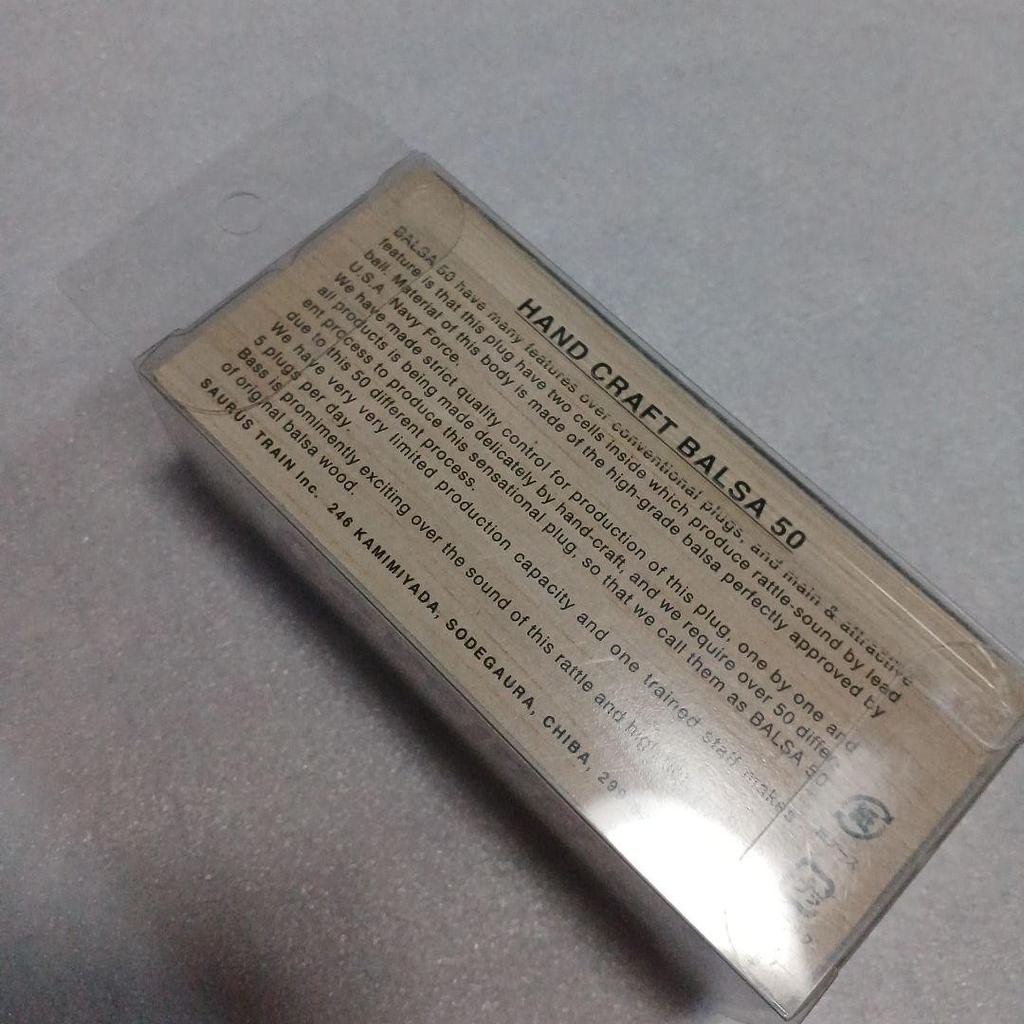 HAND CRAFT BALSA 50
BALSA 50 have many features over conventional plugs, and main & attractive
feature is that this plug have two cells inside which produce rattle-sound by lead
ball. Material of this body is made of the high-grade balsa perfectly approved by
U.S.A. Navy Force.
We have made strict quality control for production of this plug, one by one and
all products is being made delicately by hand-craft, and we require over 50 differ-
ent process to produce this sensational plug, so that we call them as BALSA 50
due to this 50 different process.
We have very very limited production capacity and one trained staff makes
5 plugs per day.
Bass is promimently exciting over the sound of this rattle and
of original balsa wood.
SAURUS TRAIN Inc. 246 KAMIMIYADA, SODEGAURA, CHIBA,